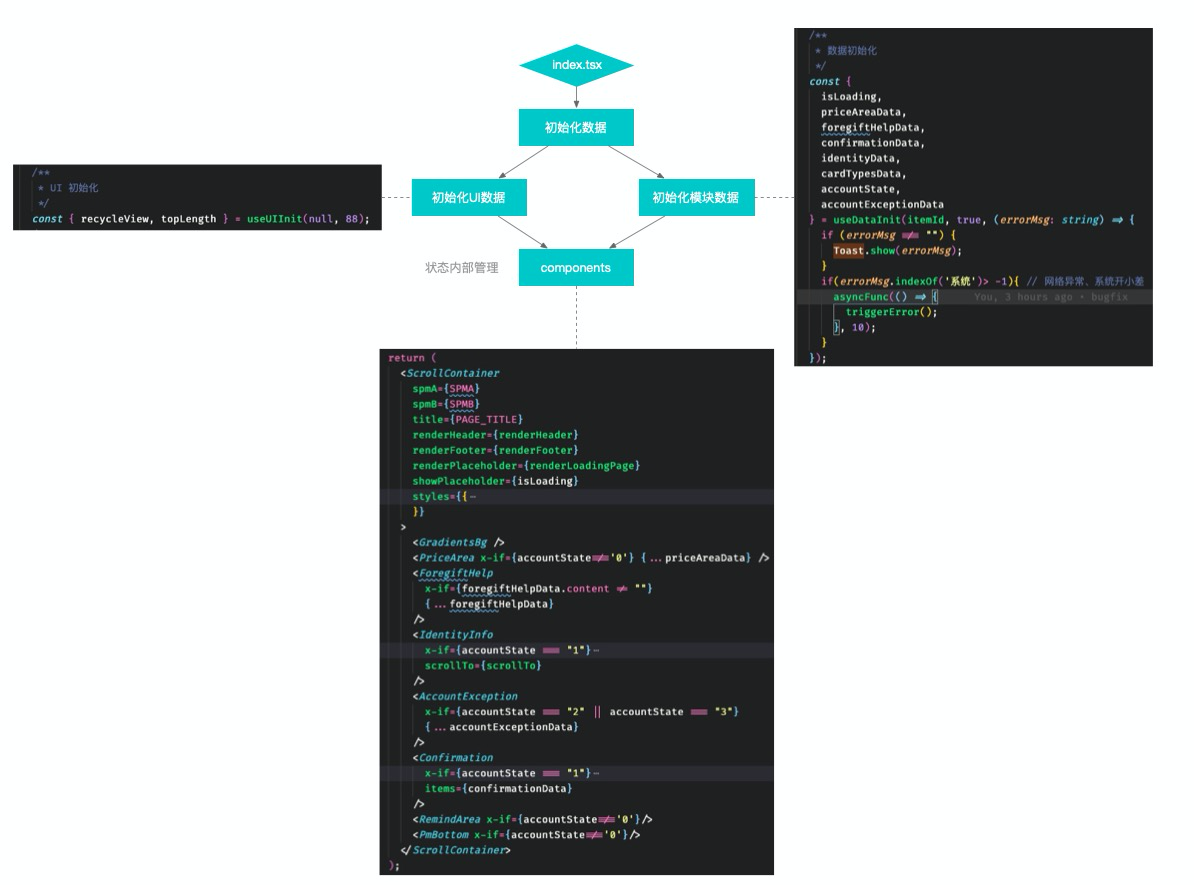 index.tsx
初始化数据
初始化UI数据
初始化模块数据
状态内部管理
components
/**
* UI 初始化
*/
const { recycleView, topLength } = useUIInit(null, 88);
/**
* 数据初始化
*/
const {
isLoading,
priceAreaData,
foregiftHelpData,
confirmationData,
identityData,
cardTypesData,
accountState,
accountExceptionData
} = useDataInit(itemId, true, (errorMsg: string) => {
if (errorMsg !== "") {
Toast.show(errorMsg);
}
if(errorMsg.indexOf('系统')> -1){ // 网络异常、系统开小差
asyncFunc(() => { You, 3 hours ago • bugfix
triggerError();
}, 10);
}
});
return (
<ScrollContainer
spmA={SPMA}
spmB={SPMB}
title={PAGE_TITLE}
renderHeader={renderHeader}
renderFooter={renderFooter}
renderPlaceholder={renderLoadingPage}
showPlaceholder={isLoading}
styles={{ ⋯
}}
>
<GradientsBg />
<PriceArea x-if={accountState!=='0'} {...priceAreaData} />
<ForegiftHelp
x-if={foregiftHelpData.content != ""}
{...foregiftHelpData}
/>
<IdentityInfo
x-if={accountState === "1"} ⋯
scrollTo={scrollTo}
/>
<AccountException
x-if={accountState === "2" || accountState === "3"}
{...accountExceptionData}
/>
<Confirmation
x-if={accountState === "1"} ⋯
items={confirmationData}
/>
<RemindArea x-if={accountState!=='0'}/>
<PmBottom x-if={accountState!=='0'}/>
</ScrollContainer>
);